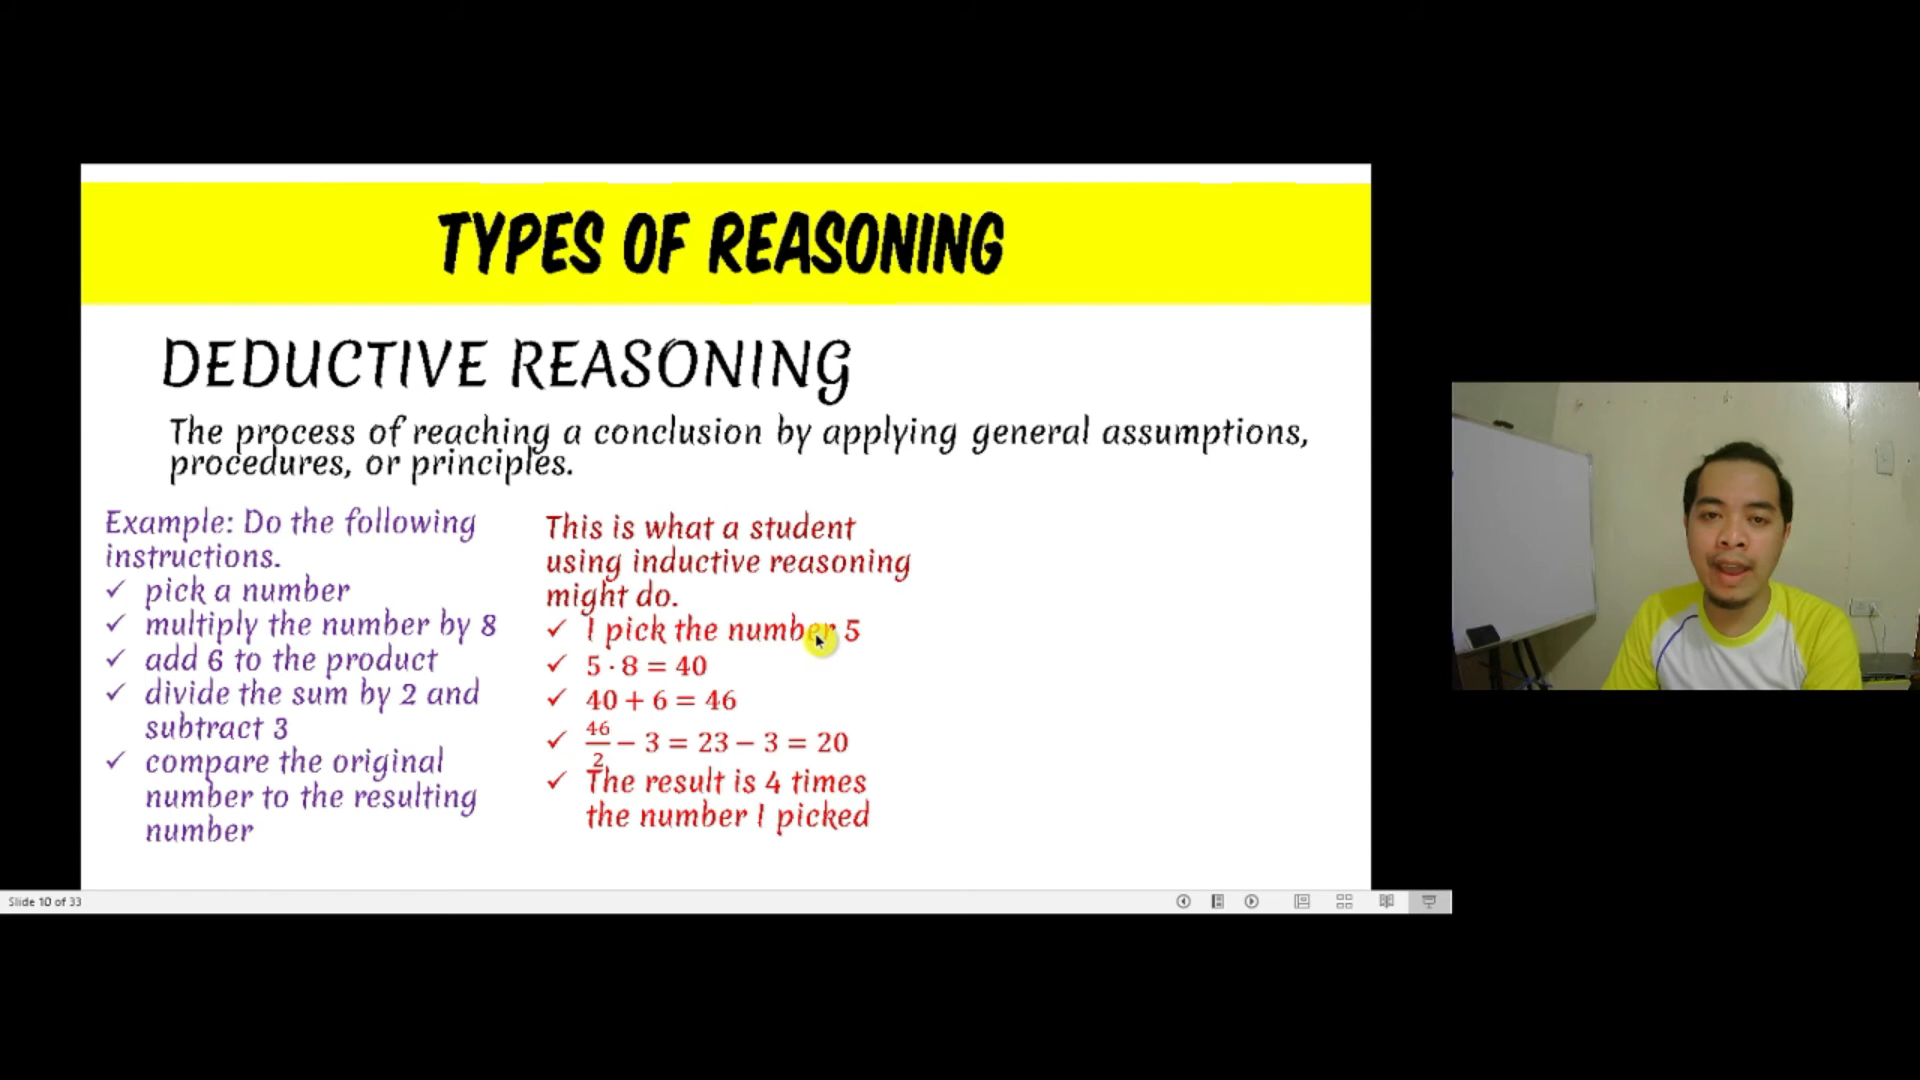 TYPES OF REASONING
DEDUCTIVE REASONING
The process of reaching a conclusion by applying general assumptions,
procedures, or principles.
Example: Do the following
instructions.
✓ pick a number
✓ multiply the number by 8
✓ add 6 to the product
✓ divide the sum by 2 and
subtract 3
✓ compare the original
number to the resulting
number
This is what a student
using inductive reasoning
might do.
✓ I pick the number 5
✓ 5 · 8 = 40
✓ 40 + 6 = 46
✓ 46/2 − 3 = 23 − 3 = 20
✓ The result is 4 times
the number I picked
Slide 10 of 33